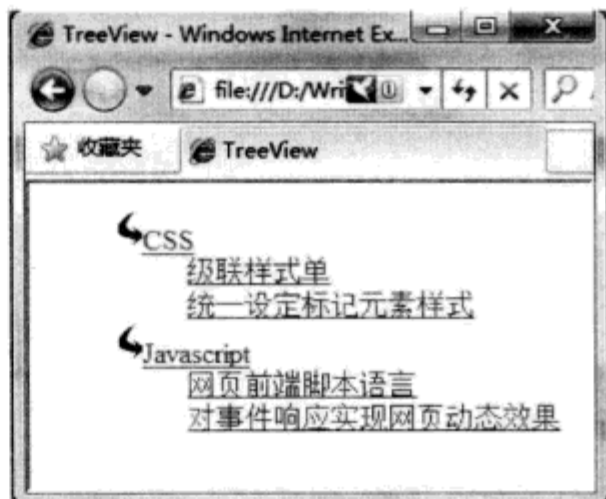 TreeView - Windows Internet Ex...
file:///D:/Wri
收藏夹
TreeView
CSS
级联样式单
统一设定标记元素样式
Javascript
网页前端脚本语言
对事件响应实现网页动态效果